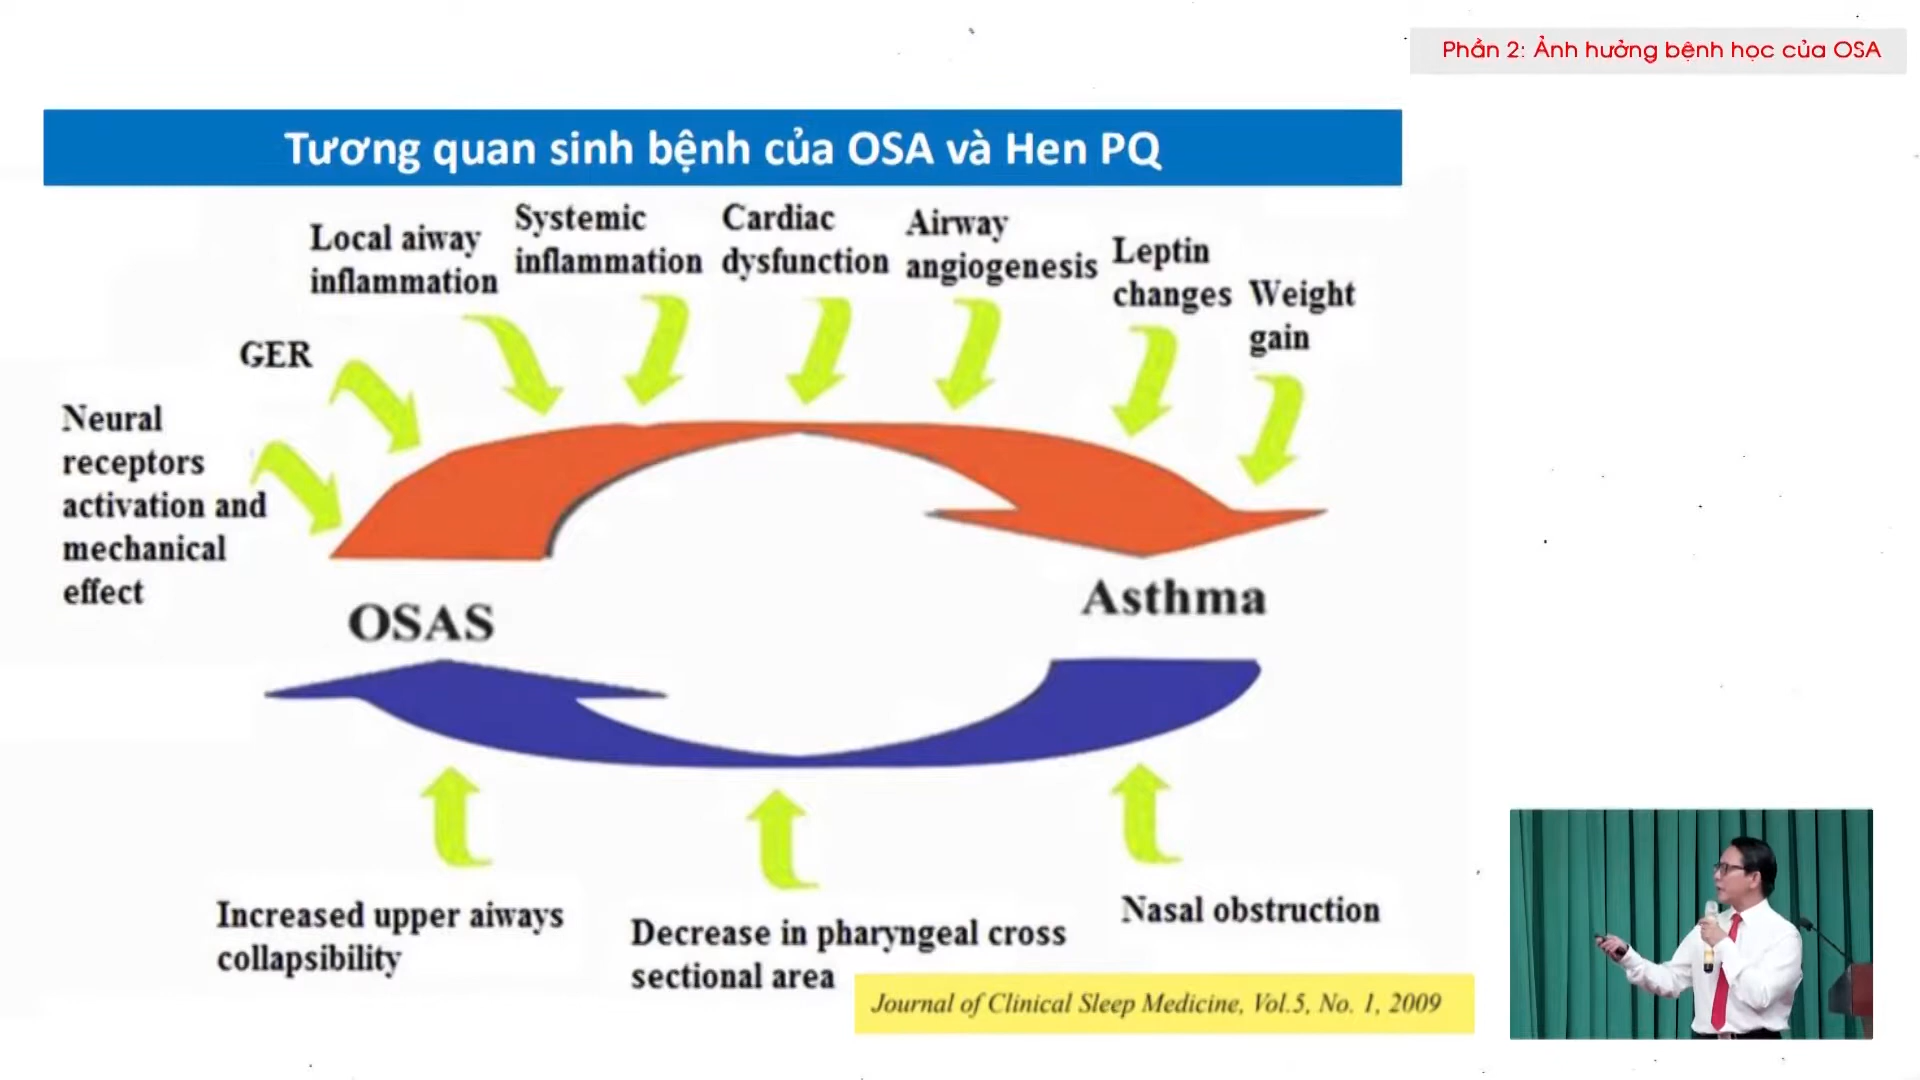 Phần 2: Ảnh hưởng bệnh học của OSA
Tương quan sinh bệnh của OSA và Hen PQ
Local aiway
inflammation
Systemic
inflammation
Cardiac
dysfunction
Airway
angiogenesis
Leptin
changes
Weight
gain
GER
Neural
receptors
activation and
mechanical
effect
OSAS
Asthma
Increased upper aiways
collapsibility
Decrease in pharyngeal cross
sectional area
Nasal obstruction
Journal of Clinical Sleep Medicine, Vol.5, No. 1, 2009